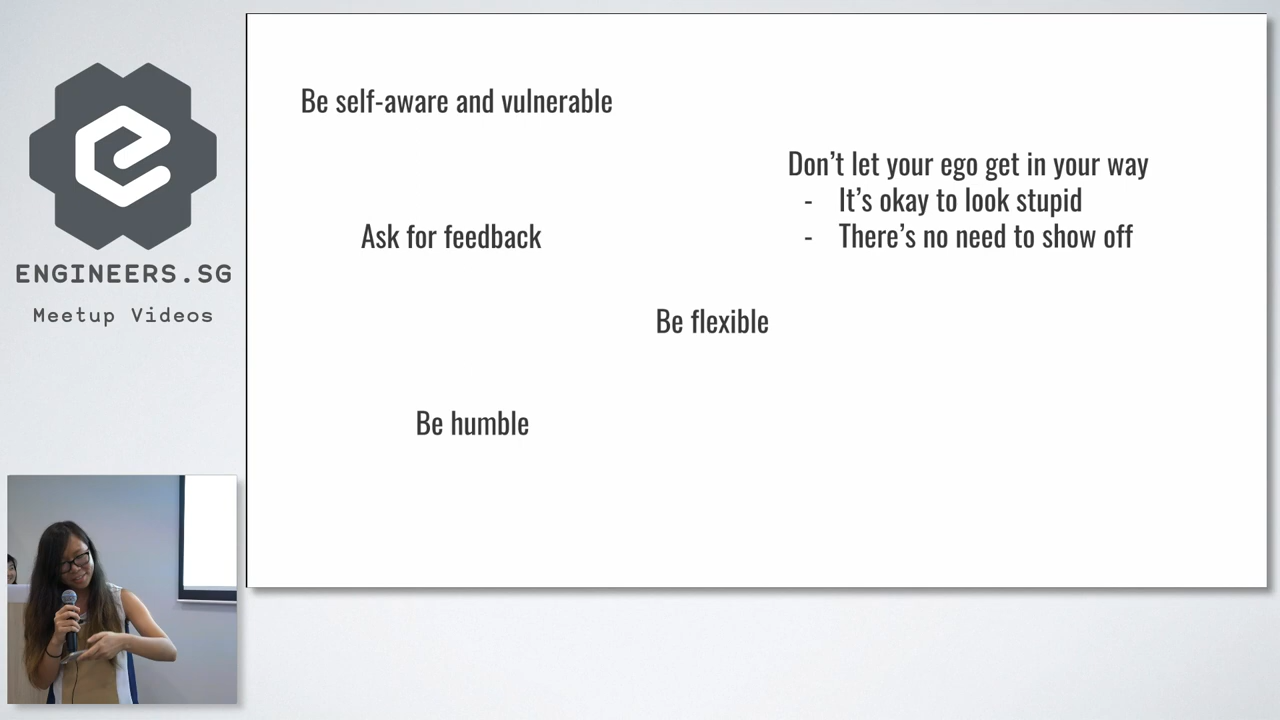 ENGINEERS.SG
Meetup Videos
Be self-aware and vulnerable
Don’t let your ego get in your way
- It’s okay to look stupid
- There’s no need to show off
Ask for feedback
Be flexible
Be humble